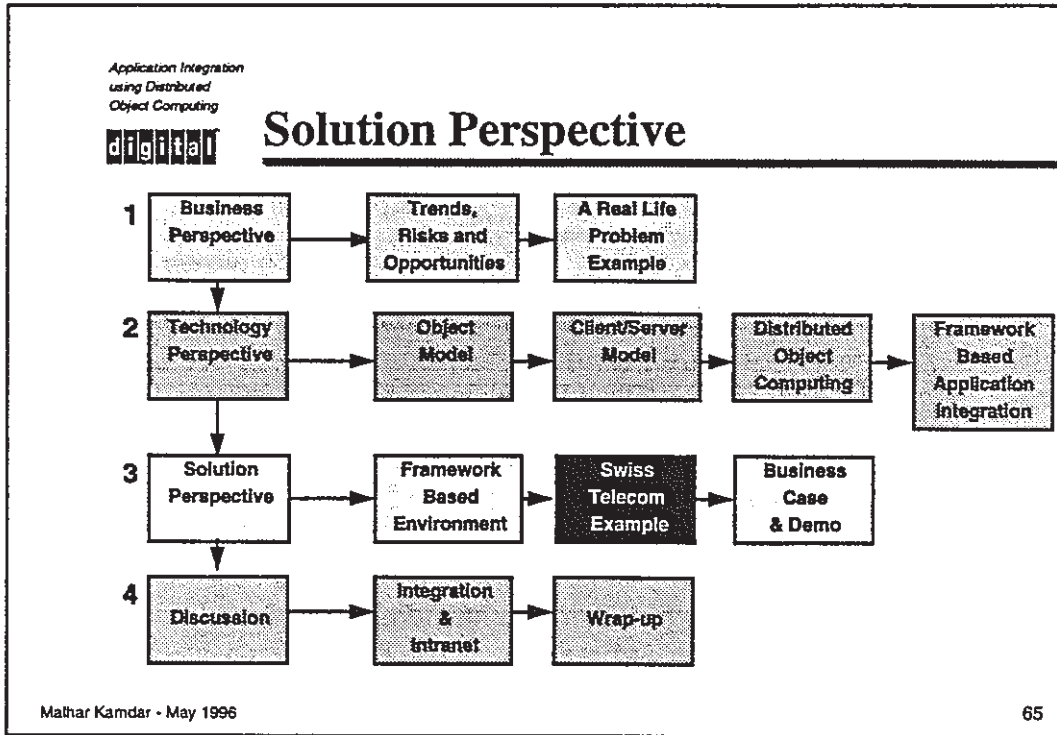 Application Integration
using Distributed
Object Computing
digital
Solution Perspective
1
Business
Perspective
Trends,
Risks and
Opportunities
A Real Life
Problem
Example
2
Technology
Perspective
Object
Model
Client/Server
Model
Distributed
Object
Computing
Framework
Based
Application
Integration
3
Solution
Perspective
Framework
Based
Environment
Swiss
Telecom
Example
Business
Case
& Demo
4
Discussion
Integration
&
Intranet
Wrap-up
Mathar Kamdar - May 1996
65